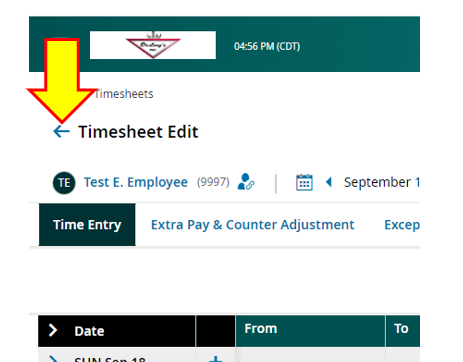 04:56 PM (CDT)
Timesheets
Timesheet Edit
TE Test E. Employee (9997) September 1
Time Entry Extra Pay & Counter Adjustment Excep
Date From To
SUN Sep 18